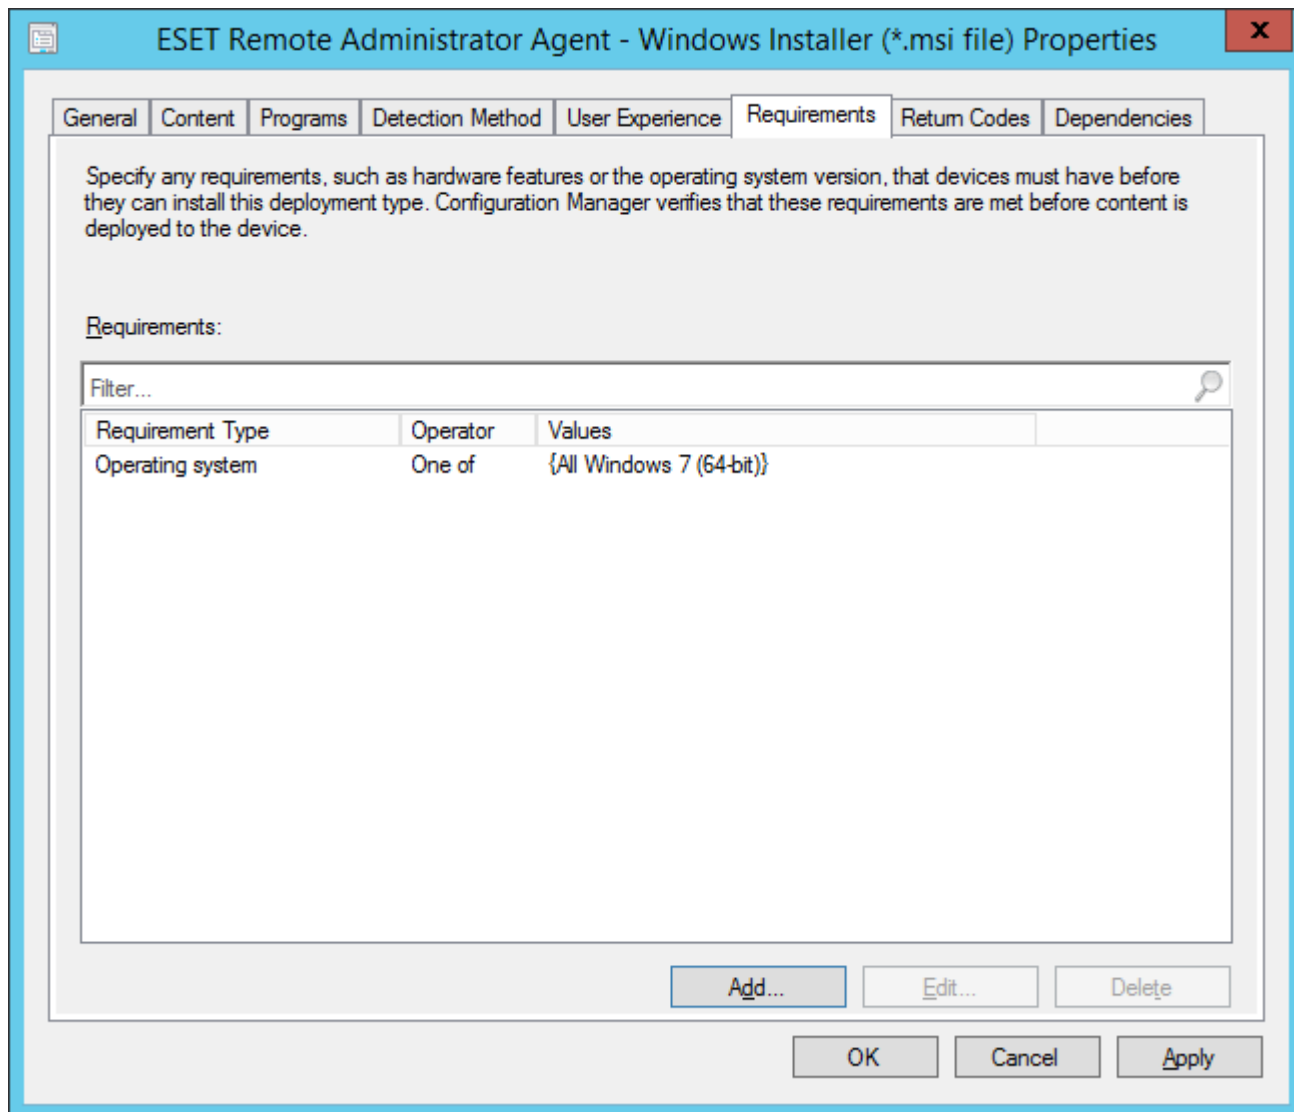 ESET Remote Administrator Agent - Windows Installer (*.msi file) Properties
x
General Content Programs Detection Method User Experience Requirements Return Codes Dependencies
Specify any requirements, such as hardware features or the operating system version, that devices must have before
they can install this deployment type. Configuration Manager verifies that these requirements are met before content is
deployed to the device.
Requirements:
Filter...
Requirement Type Operator Values
Operating system One of {All Windows 7 (64-bit)}
Add... Edit... Delete
OK Cancel Apply